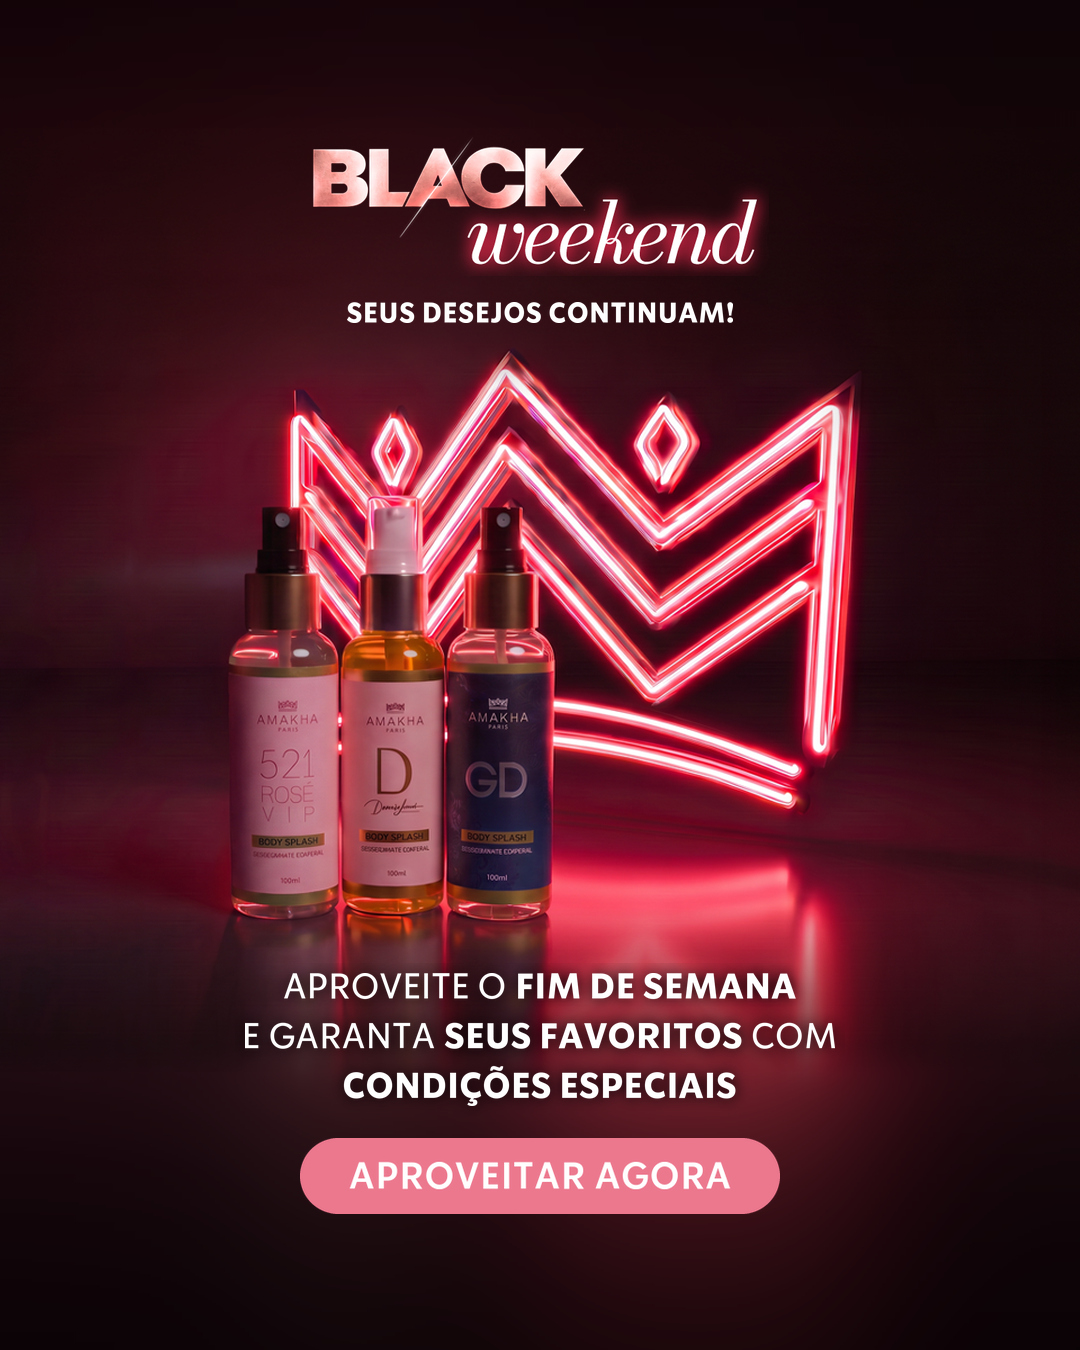 BLACK
weekend
SEUS DESEJOS CONTINUAM!
AMAKHA
PARIS
521
ROSÉ
VIP
BODY SPLASH
100ml
AMAKHA
PARIS
D
BODY SPLASH
100ml
AMAKHA
PARIS
GD
BODY SPLASH
100ml
APROVEITE O FIM DE SEMANA
E GARANTA SEUS FAVORITOS COM
CONDIÇÕES ESPECIAIS
APROVEITAR AGORA